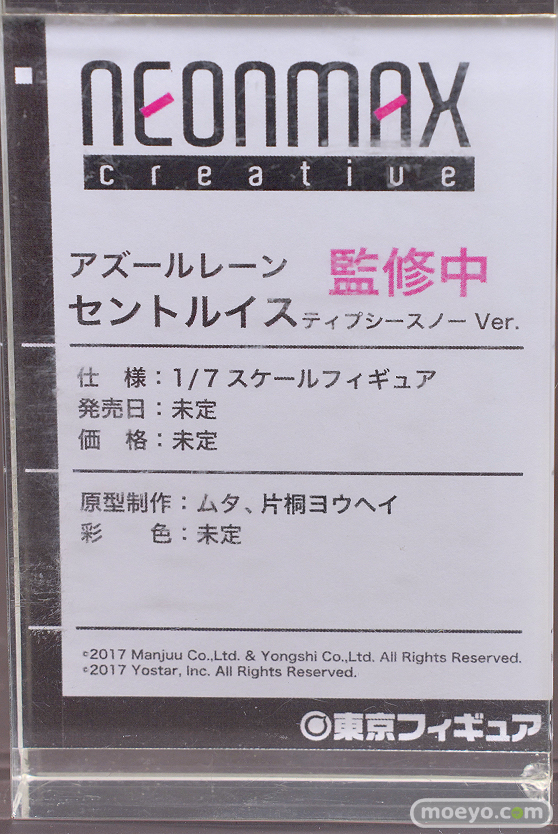 NEONMAX
creative
アズールレーン 監修中
セントルイスティプシースノー Ver.
仕 様：1/7スケールフィギュア
発売日：未定
価 格：未定
原型制作：ムタ、片桐ヨウヘイ
彩 色：未定
©2017 Manjuu Co.,Ltd. & Yongshi Co.,Ltd. All Rights Reserved.
©2017 Yostar, Inc. All Rights Reserved.
東京フィギュア
moeyo.com